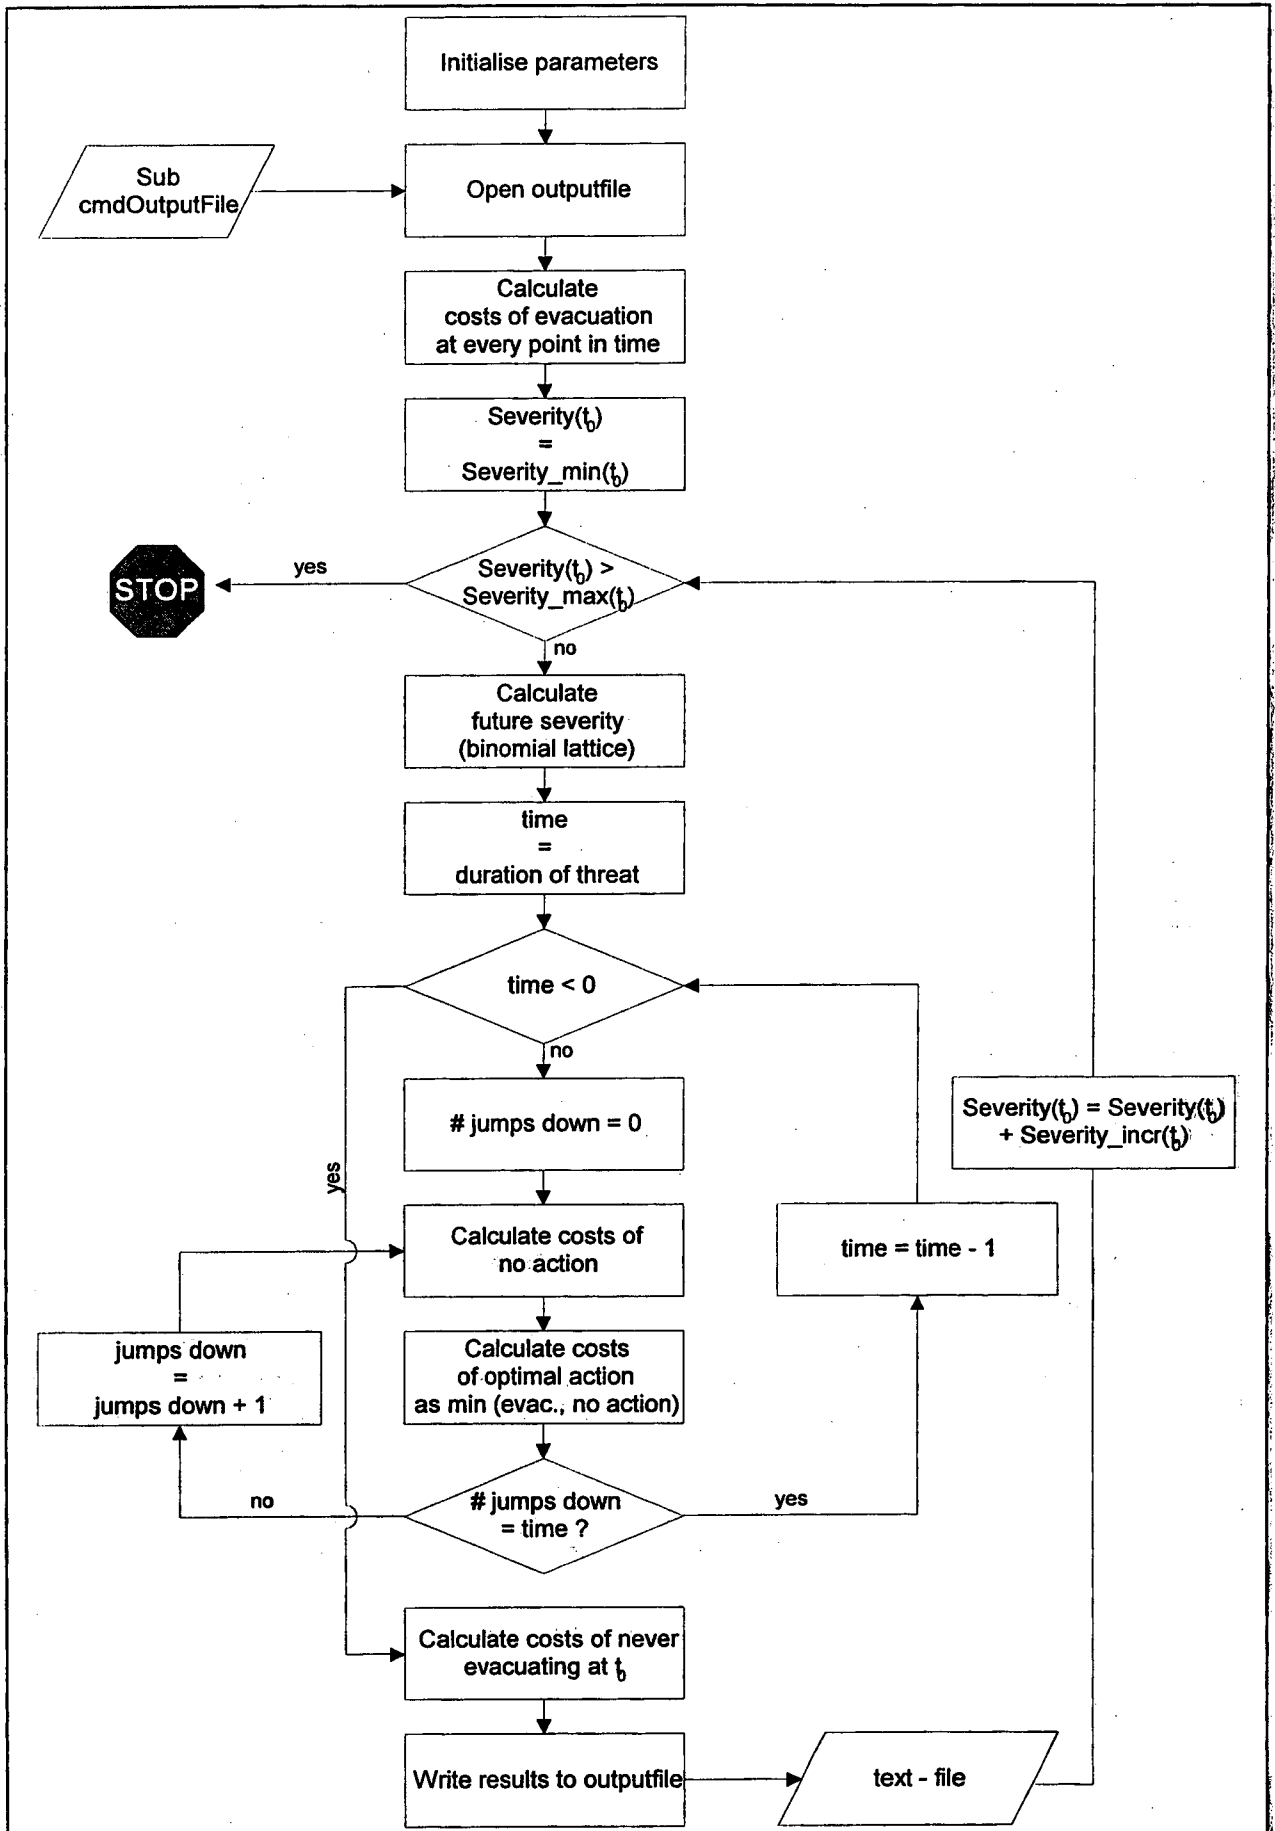 Initialise parameters
Sub
cmdOutputFile
Open outputfile
Calculate
costs of evacuation
at every point in time
Severity(t₀)
=
Severity_min(t₀)
STOP
yes
Severity(t₀) >
Severity_max(t₀)
no
Calculate
future severity
(binomial lattice)
time
=
duration of threat
time < 0
no
yes
# jumps down = 0
Severity(t₀) = Severity(t₀)
+ Severity_incr(t₀)
Calculate costs of
no action
time = time - 1
jumps down
=
jumps down + 1
Calculate costs
of optimal action
as min (evac., no action)
no
# jumps down
= time ?
yes
Calculate costs of never
evacuating at t₀
Write results to outputfile
text - file